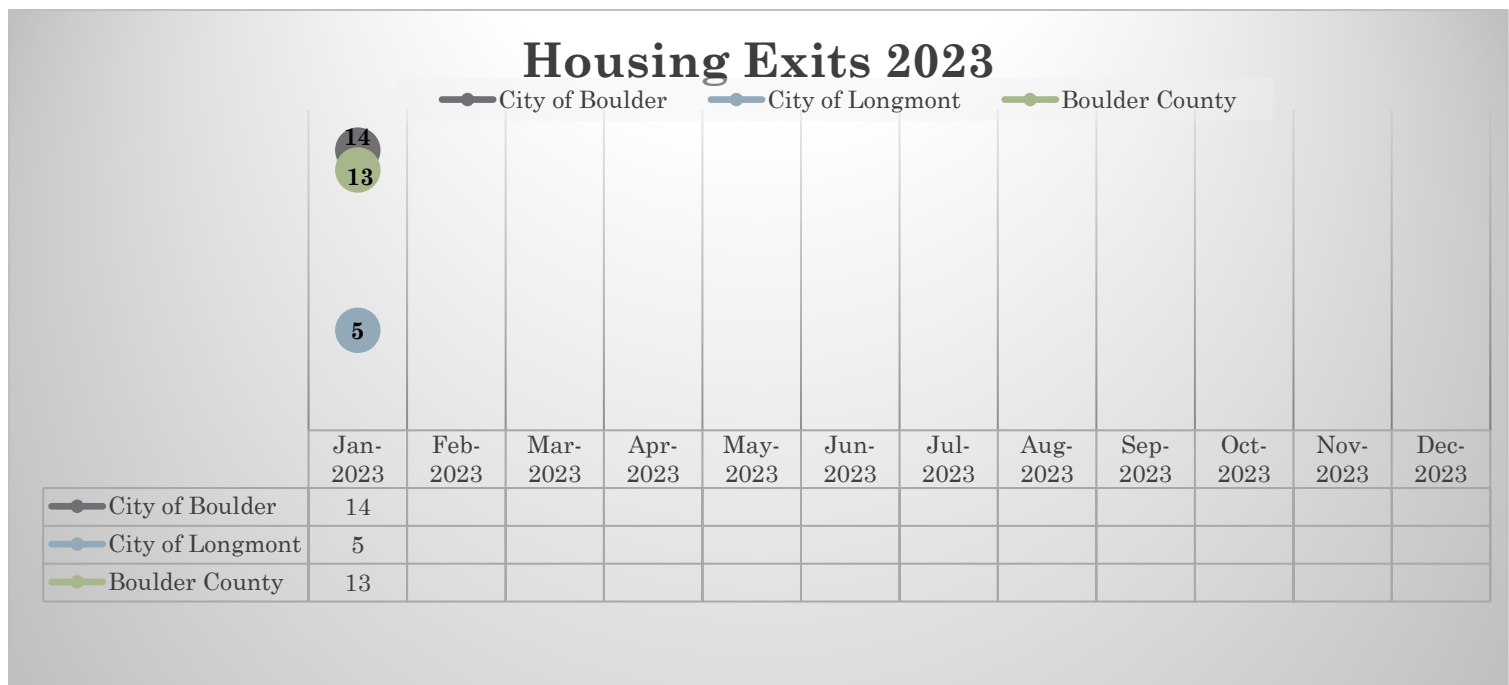 Housing Exits 2023
City of Boulder City of Longmont Boulder County
14
13
5
Jan- Feb- Mar- Apr- May- Jun- Jul- Aug- Sep- Oct- Nov- Dec-
2023 2023 2023 2023 2023 2023 2023 2023 2023 2023 2023 2023
City of Boulder 14
City of Longmont 5
Boulder County 13